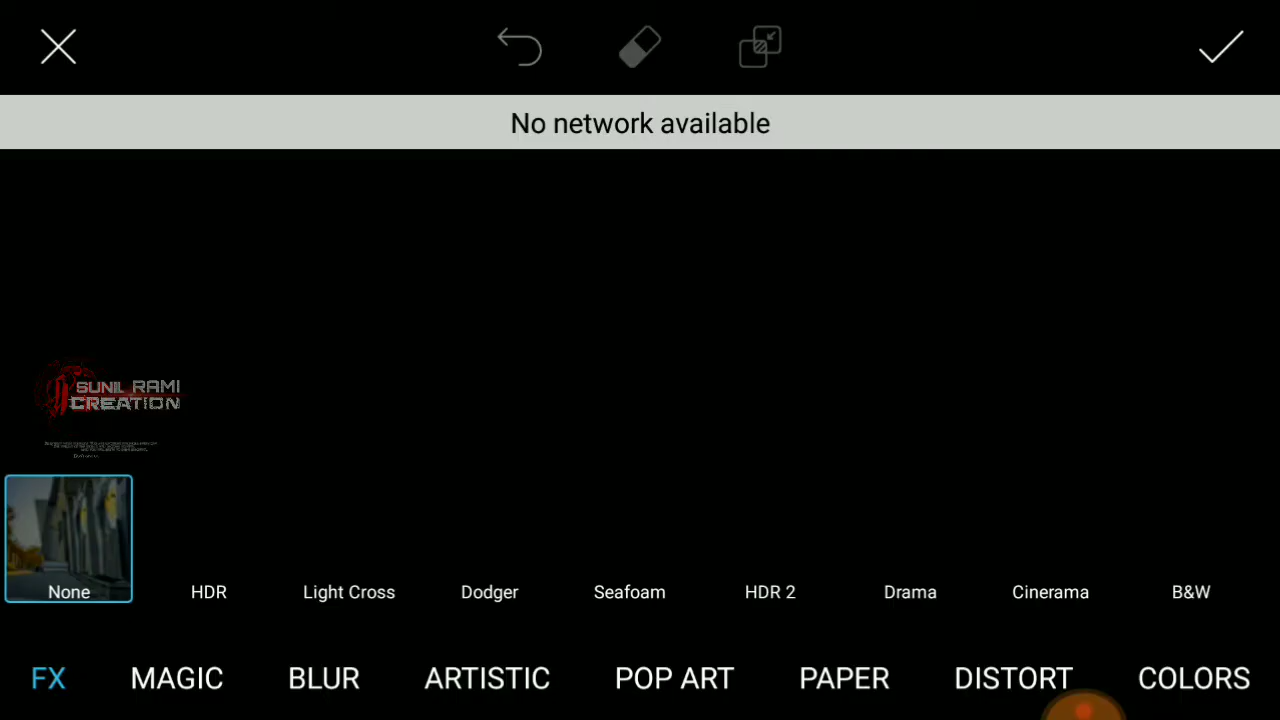 No network available
SUNIL RAMI
CREATION
None
HDR
Light Cross
Dodger
Seafoam
HDR 2
Drama
Cinerama
B&W
FX
MAGIC
BLUR
ARTISTIC
POP ART
PAPER
DISTORT
COLORS